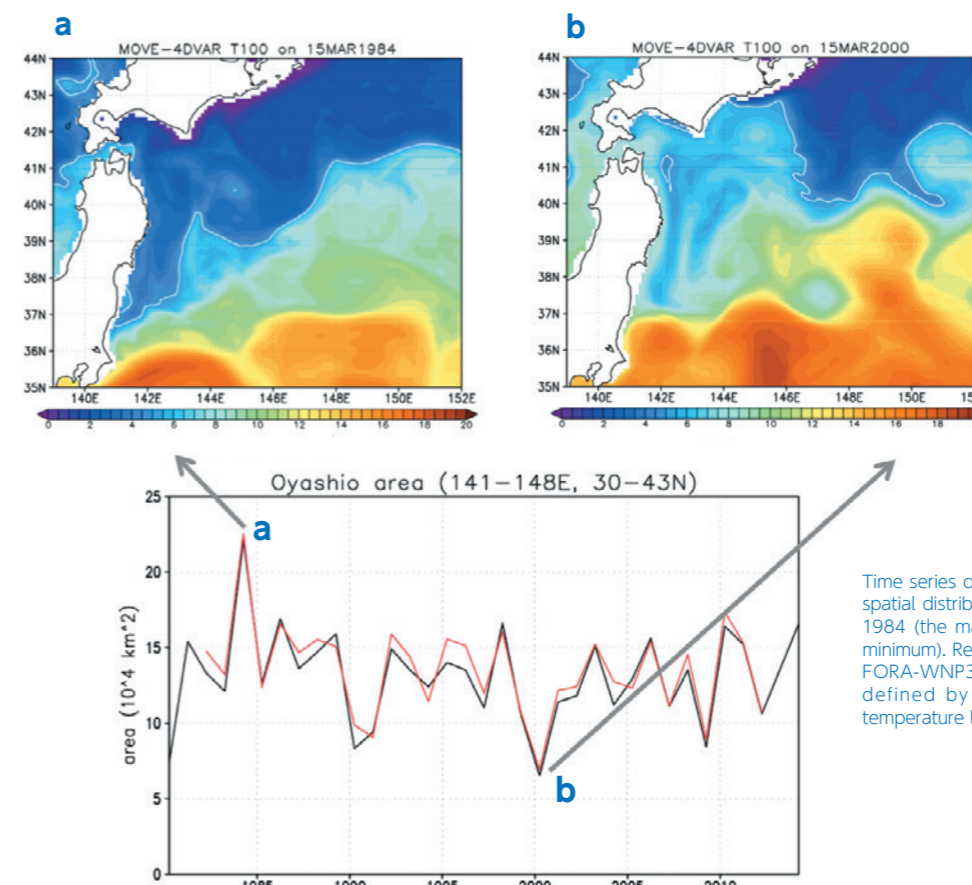 a
MOVE-4DVAR T100 on 15MAR1984
44N
43N
42N
41N
40N
39N
38N
37N
36N
35N
140E 142E 144E 146E 148E 150E 152E
0 2 4 6 8 10 12 14 16 18 20
b
MOVE-4DVAR T100 on 15MAR2000
44N
43N
42N
41N
40N
39N
38N
37N
36N
35N
140E 142E 144E 146E 148E 150E
0 2 4 6 8 10 12 14 16 18
Oyashio area (141-148E, 30-43N)
area (10^4 km^2)
25
20
15
10
5
0
a
b
1985 1990 1995 2000 2005 2010
Time series o
spatial distrib
1984 (the ma
minimum). Re
FORA-WNP3
defined by
temperature